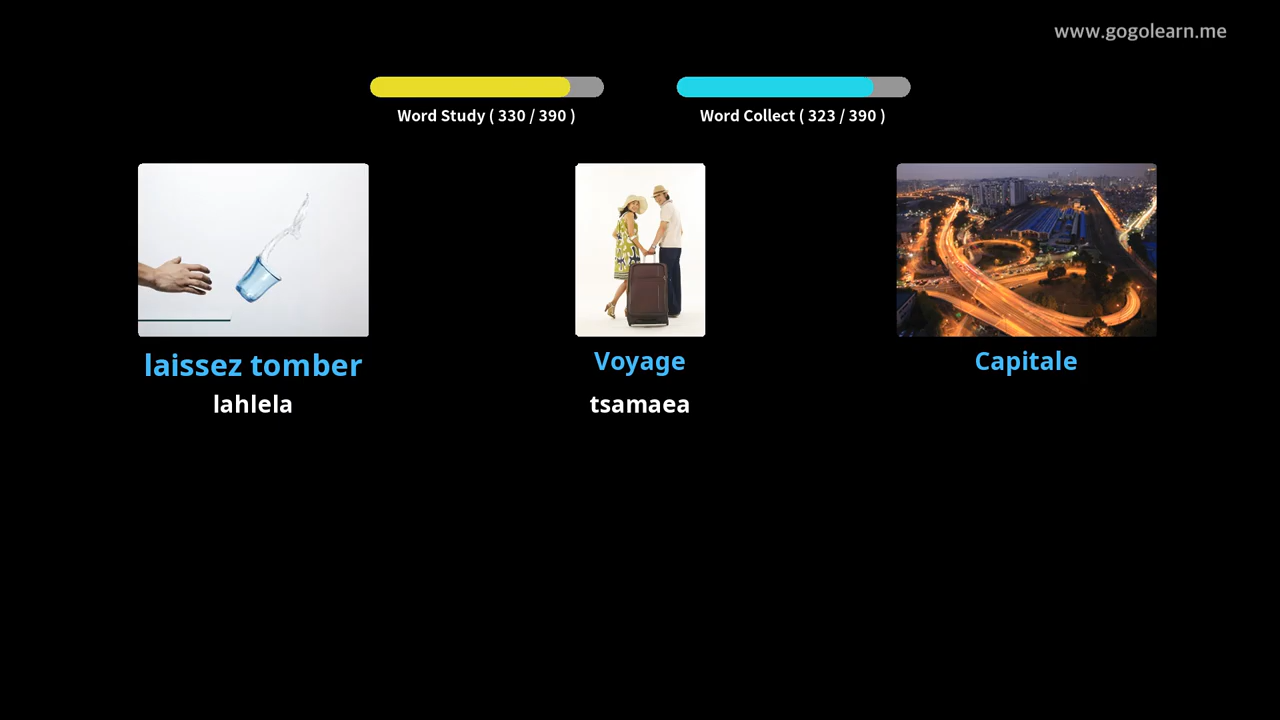 www.gogolearn.me
Word Study ( 330 / 390 )
Word Collect ( 323 / 390 )
laissez tomber
Voyage
Capitale
lahlela
tsamaea